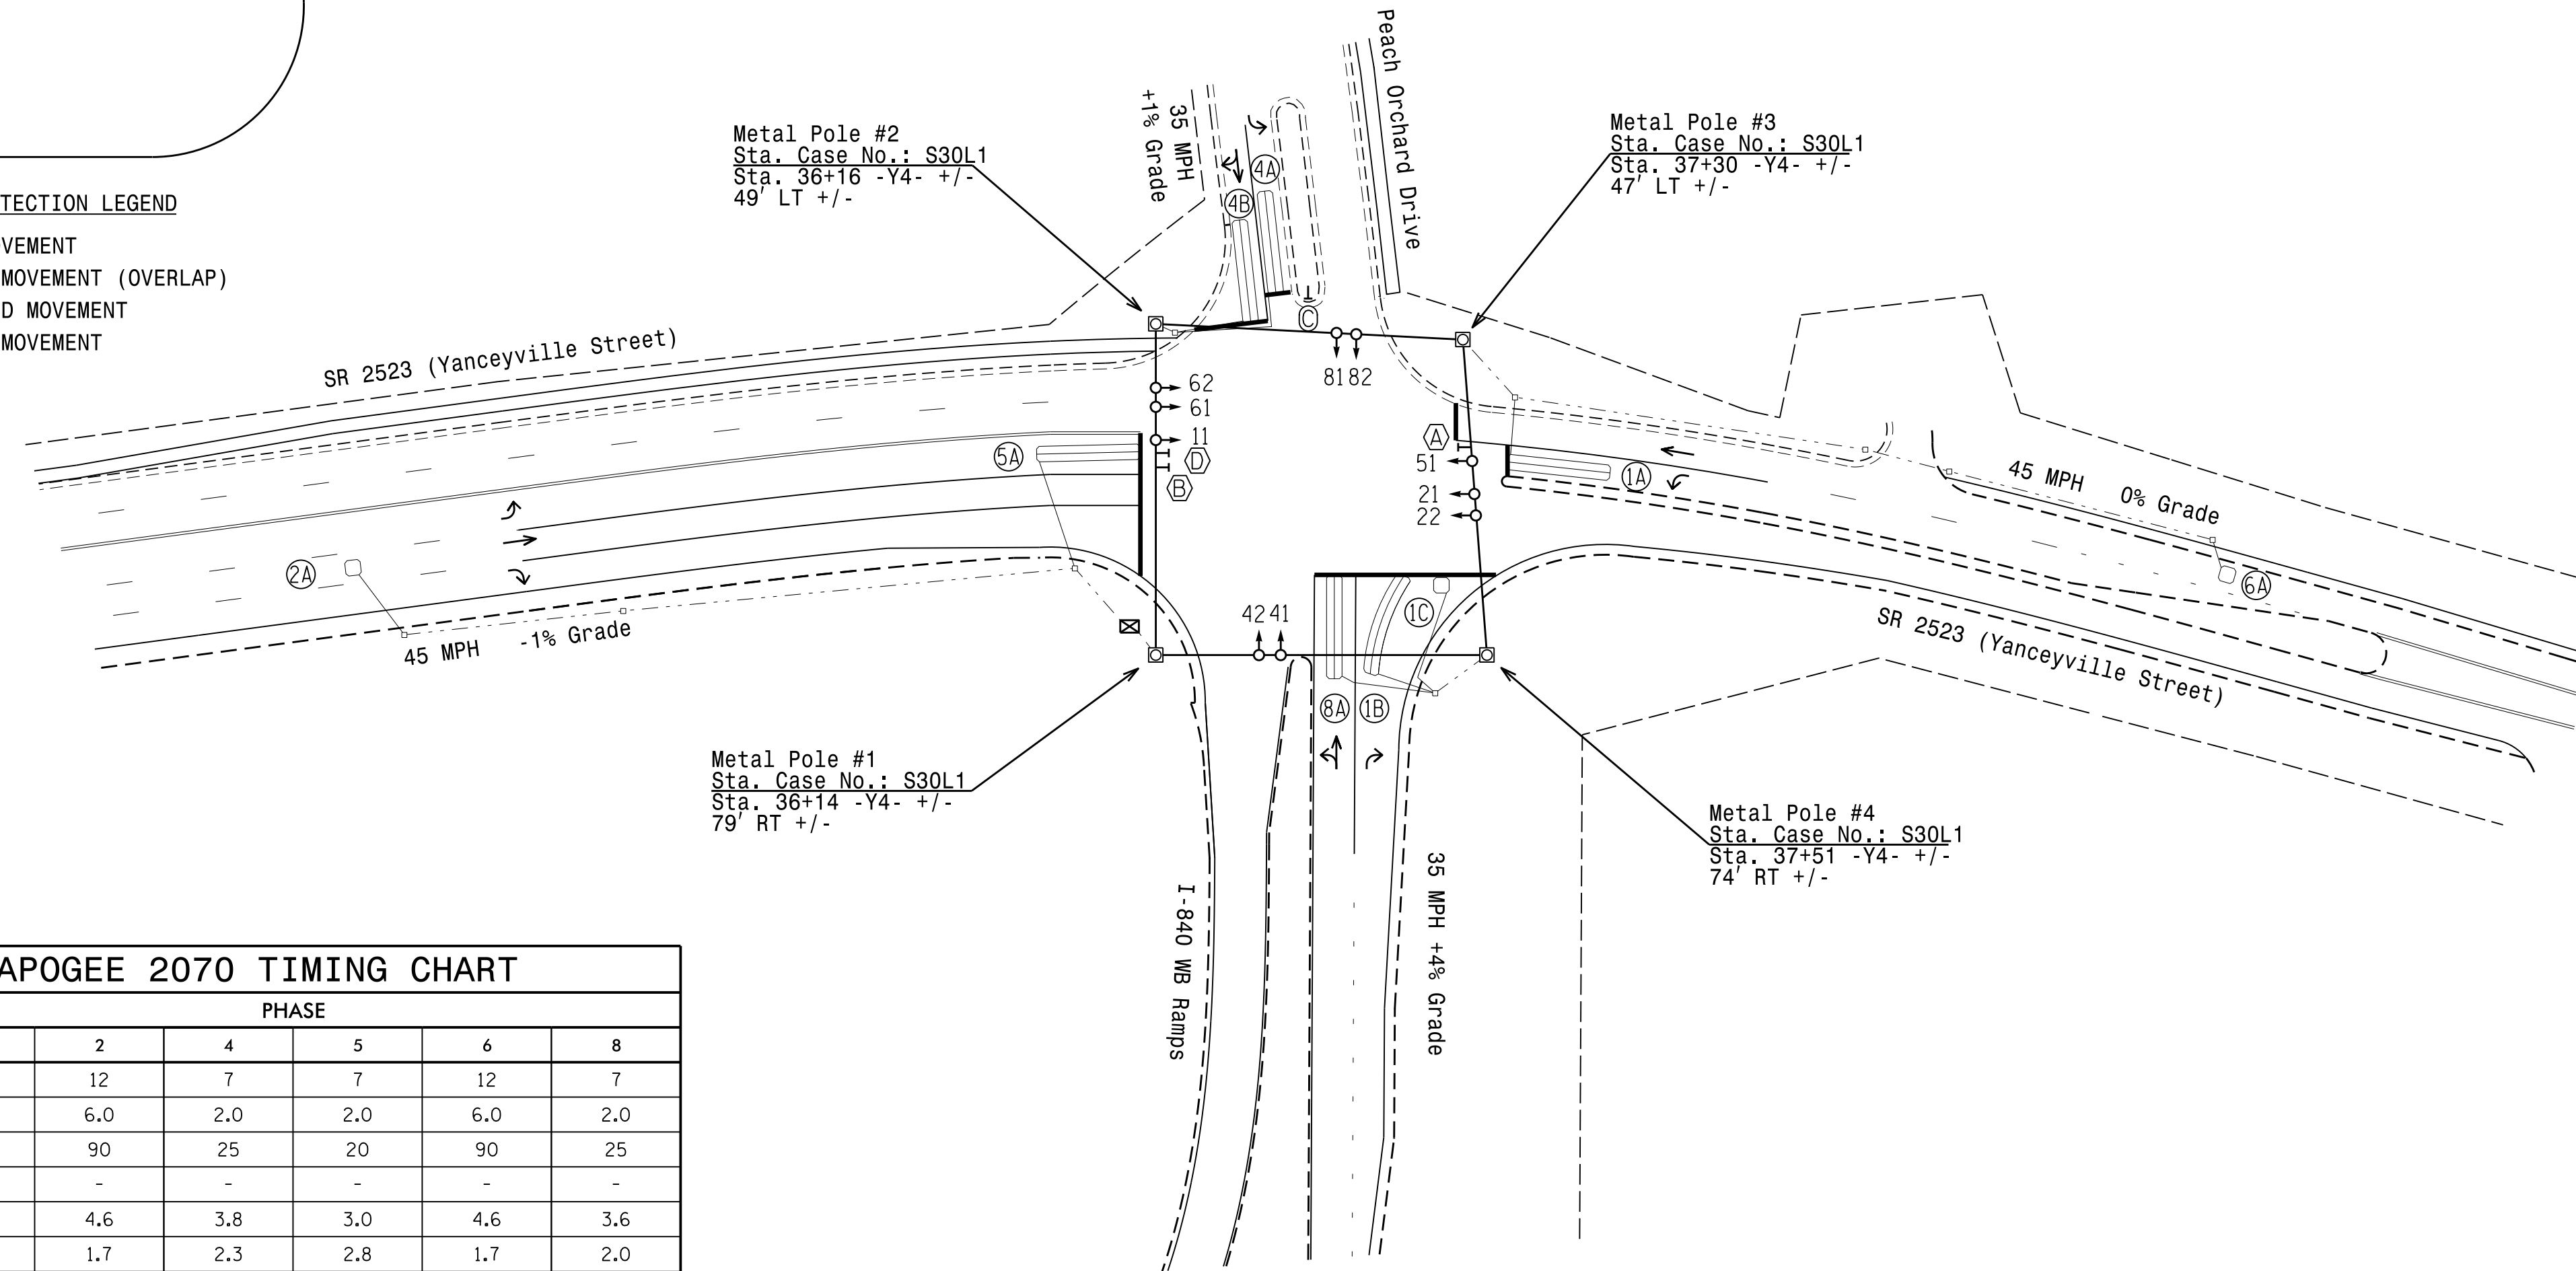 TECTION LEGEND
VEMENT
MOVEMENT (OVERLAP)
D MOVEMENT
MOVEMENT
Metal Pole #2
Sta. Case No.: S30L1
Sta. 36+16 -Y4- +/-
49' LT +/-
35 MPH
+1% Grade
Peach Orchard Drive
Metal Pole #3
Sta. Case No.: S30L1
Sta. 37+30 -Y4- +/-
47' LT +/-
4A
4B
C
81 82
SR 2523 (Yanceyville Street)
62
61
11
5A
D
B
A
51
21
22
1A
45 MPH 0% Grade
6A
2A
45 MPH -1% Grade
SR 2523 (Yanceyville Street)
42 41
1C
8A
1B
Metal Pole #1
Sta. Case No.: S30L1
Sta. 36+14 -Y4- +/-
79' RT +/-
Metal Pole #4
Sta. Case No.: S30L1
Sta. 37+51 -Y4- +/-
74' RT +/-
I-840 WB Ramps
35 MPH +4% Grade
APOGEE 2070 TIMING CHART
PHASE
2 4 5 6 8
12 7 7 12 7
6.0 2.0 2.0 6.0 2.0
90 25 20 90 25
- - - - -
4.6 3.8 3.0 4.6 3.6
1.7 2.3 2.8 1.7 2.0